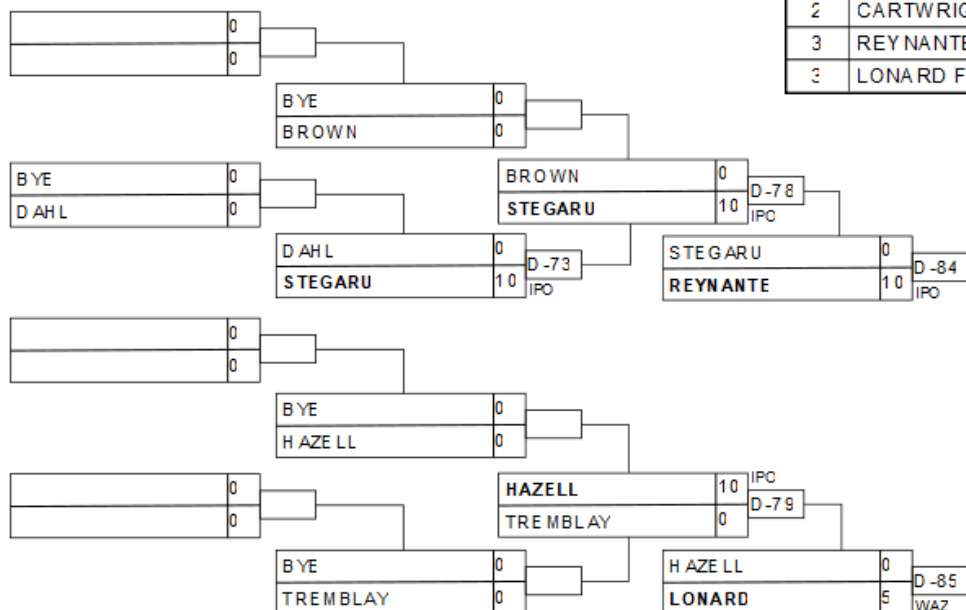 2 CARTWRIG
3 REYNANTE
3 LONARD F
0
0
BYE 0
BROWN 0
BYE 0
DAHL 0
BROWN 0
STEGARU 10
D-78
IPO
DAHL 0
STEGARU 10
D-73
IPO
STEGARU 0
REYNANTE 10
D-84
IPO
0
0
BYE 0
HAZELL 0
0
0
HAZELL 10
TREMBLAY 0
IPO
D-79
BYE 0
TREMBLAY 0
HAZELL 0
LONARD 5
D-85
WAZ